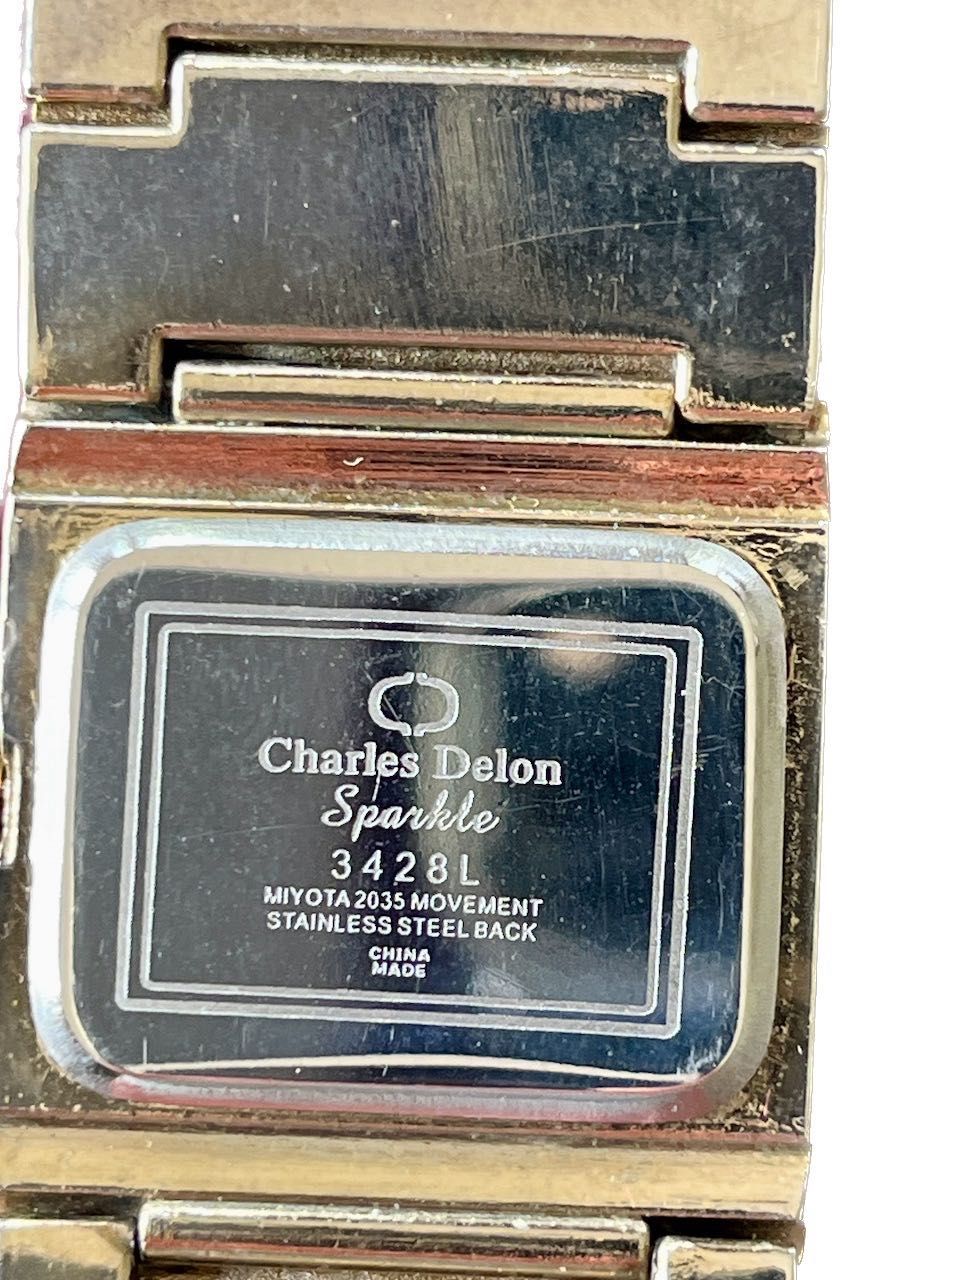 Charles Delon
Sparkle
3428L
MIYOTA 2035 MOVEMENT
STAINLESS STEEL BACK
CHINA
MADE